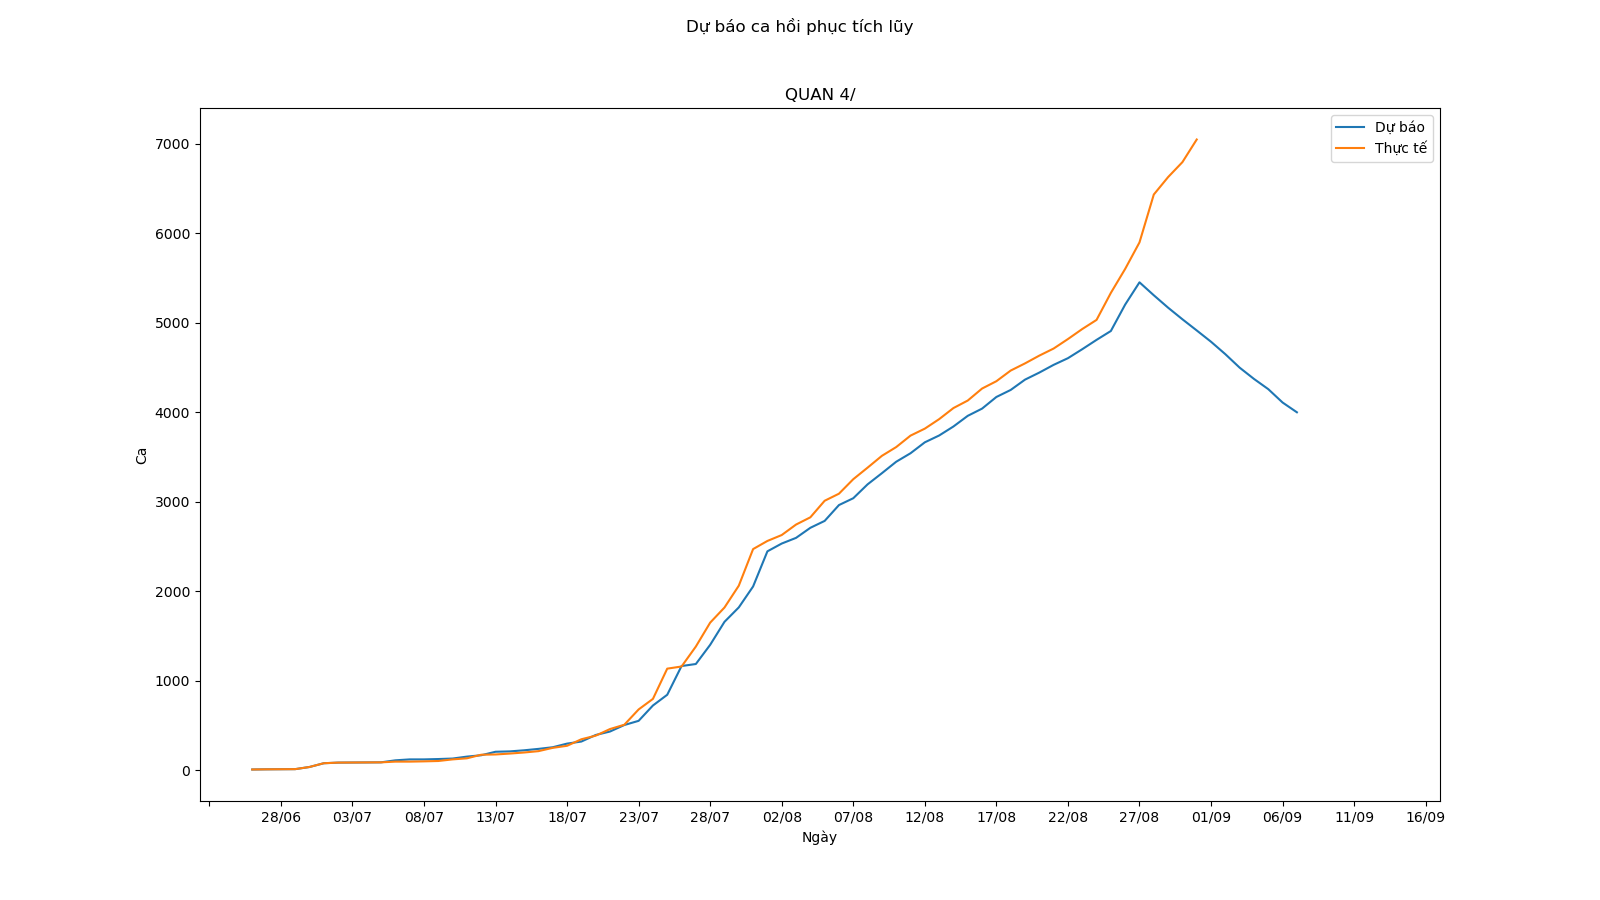 Dự báo ca hồi phục tích lũy
QUAN 4/
Dự báo
Thực tế
7000
6000
5000
4000
3000
2000
1000
0
Ca
28/06 03/07 08/07 13/07 18/07 23/07 28/07 02/08 07/08 12/08 17/08 22/08 27/08 01/09 06/09 11/09 16/09
Ngày